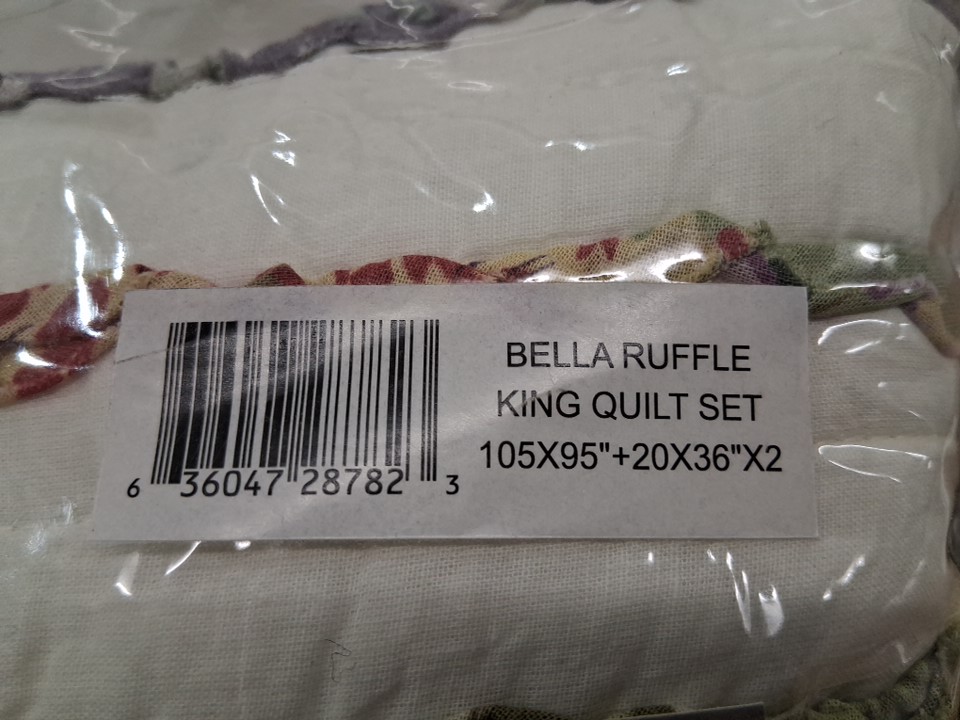 BELLA RUFFLE
KING QUILT SET
105X95"+20X36"X2
6 36047 28782 3